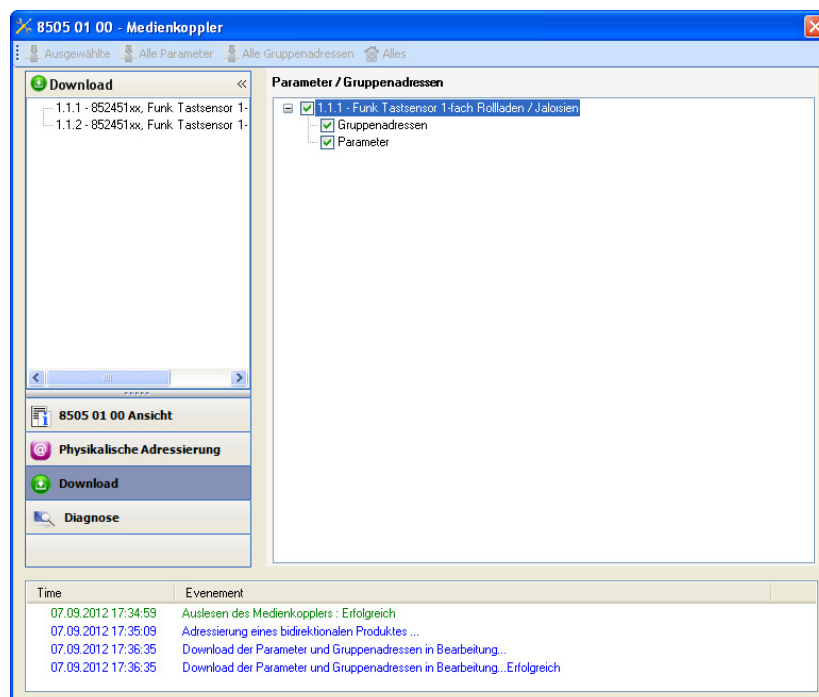 8505 01 00 - Medienkoppler
Ausgewählte Alle Parameter Alle Gruppenadressen Alles
Download «
1.1.1 - 852451xx, Funk Tastsensor 1-
1.1.2 - 852451xx, Funk Tastsensor 1-
8505 01 00 Ansicht
Physikalische Adressierung
Download
Diagnose
Parameter / Gruppenadressen
1.1.1 - Funk Tastsensor 1-fach Rollladen / Jaloisien
Gruppenadressen
Parameter
Time Evenement
07.09.2012 17:34:59 Auslesen des Medienkopplers : Erfolgreich
07.09.2012 17:35:09 Adressierung eines bidirektionalen Produktes ...
07.09.2012 17:36:35 Download der Parameter und Gruppenadressen in Bearbeitung...
07.09.2012 17:36:35 Download der Parameter und Gruppenadressen in Bearbeitung...Erfolgreich